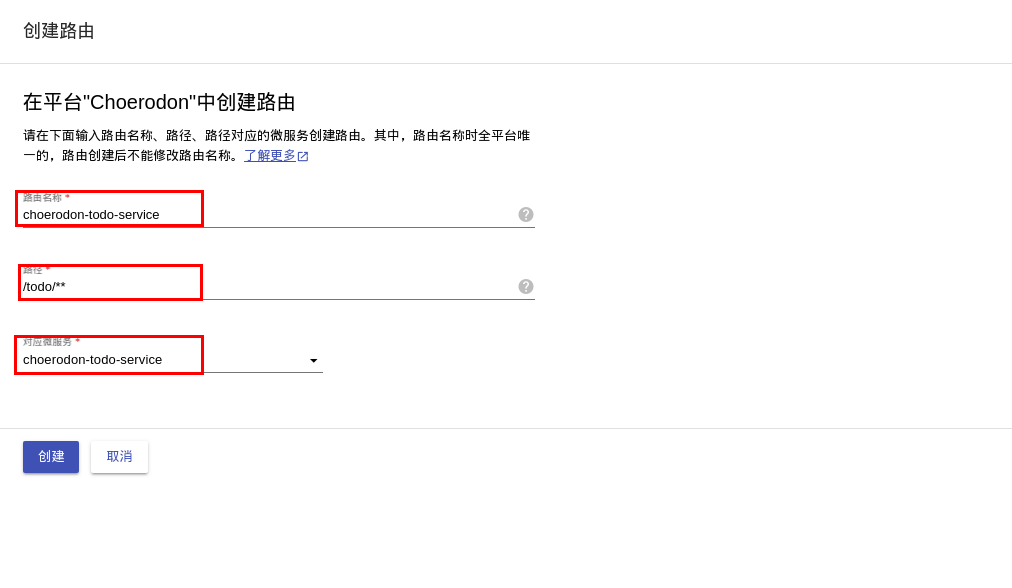 创建路由
在平台"Choerodon"中创建路由
请在下面输入路由名称、路径、路径对应的微服务创建路由。其中，路由名称时全平台唯
一的，路由创建后不能修改路由名称。了解更多
路由名称 *
choerodon-todo-service
路径 *
/todo/**
对应微服务 *
choerodon-todo-service
创建 取消